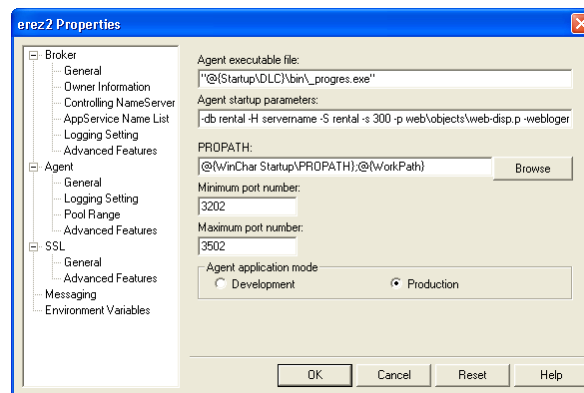 erez2 Properties
Broker
General
Owner Information
Controlling NameServer
AppService Name List
Logging Setting
Advanced Features
Agent
General
Logging Setting
Pool Range
Advanced Features
SSL
General
Advanced Features
Messaging
Environment Variables
Agent executable file:
"@{Startup\DLC}\bin\_progres.exe"
Agent startup parameters:
-db rental -H servername -S rental -s 300 -p web\objects\web-disp.p -webloger
PROPATH:
@{WinChar Startup\PROPATH};@{WorkPath}
Browse
Minimum port number:
3202
Maximum port number:
3502
Agent application mode
Development Production
OK Cancel Reset Help